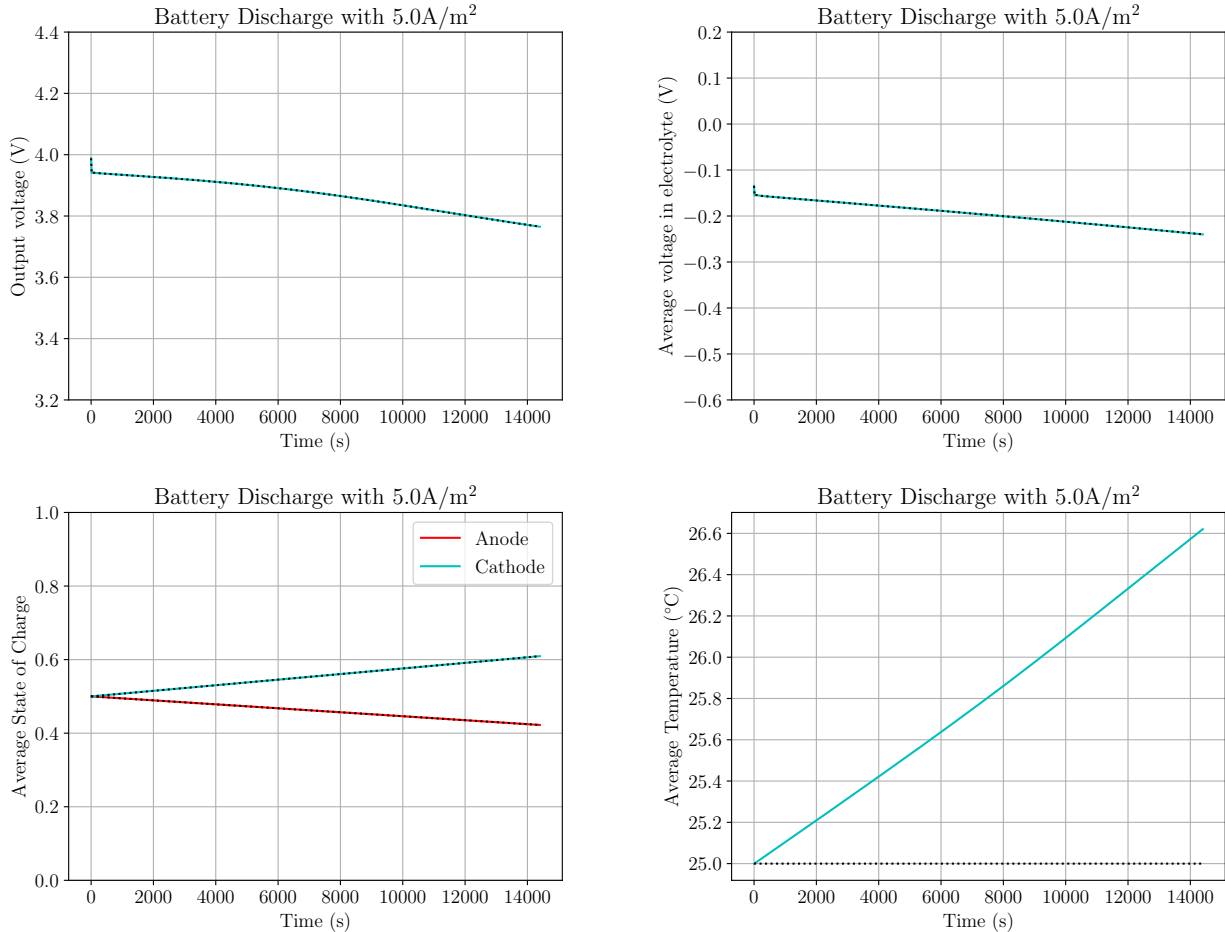 Battery Discharge with 5.0A/m²
Output voltage (V)
4.4
4.2
4.0
3.8
3.6
3.4
3.2
0 2000 4000 6000 8000 10000 12000 14000
Time (s)
Battery Discharge with 5.0A/m²
Average voltage in electrolyte (V)
0.2
0.1
0.0
−0.1
−0.2
−0.3
−0.4
−0.5
−0.6
0 2000 4000 6000 8000 10000 12000 14000
Time (s)
Battery Discharge with 5.0A/m²
Average State of Charge
1.0
0.8
0.6
0.4
0.2
0.0
Anode
Cathode
0 2000 4000 6000 8000 10000 12000 14000
Time (s)
Battery Discharge with 5.0A/m²
Average Temperature (°C)
26.6
26.4
26.2
26.0
25.8
25.6
25.4
25.2
25.0
0 2000 4000 6000 8000 10000 12000 14000
Time (s)